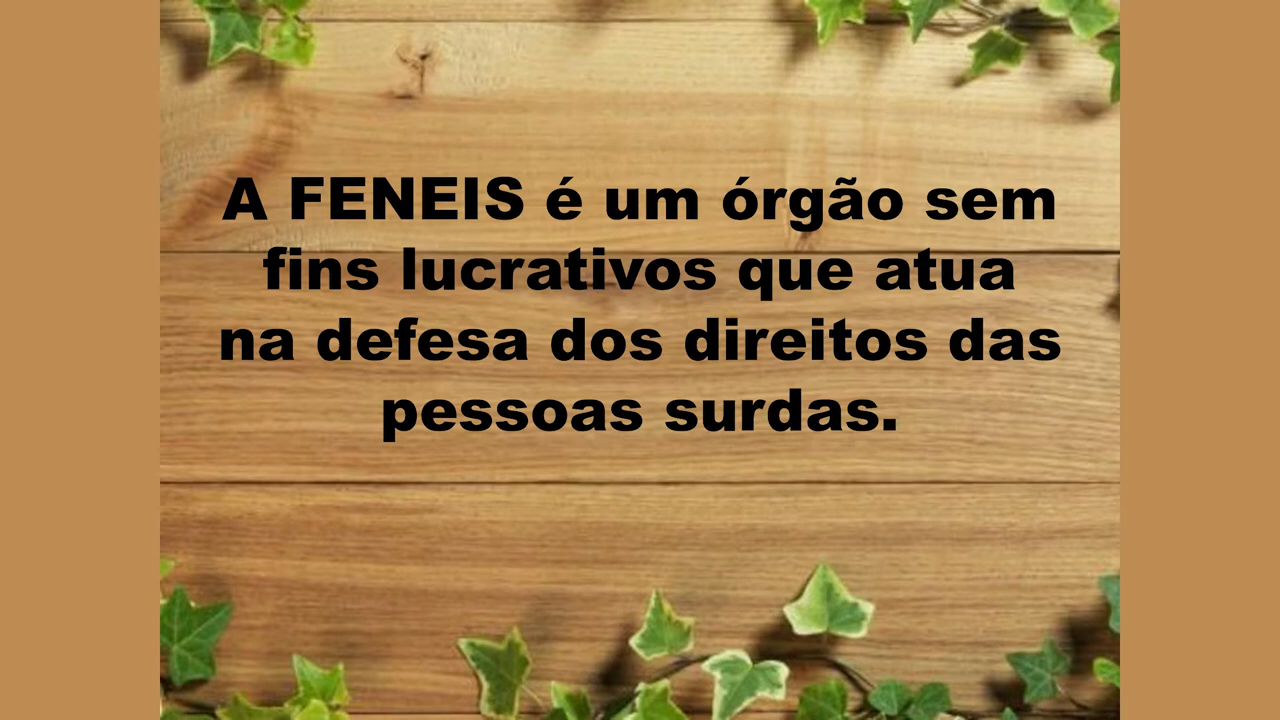 A FENEIS é um órgão sem
fins lucrativos que atua
na defesa dos direitos das
pessoas surdas.